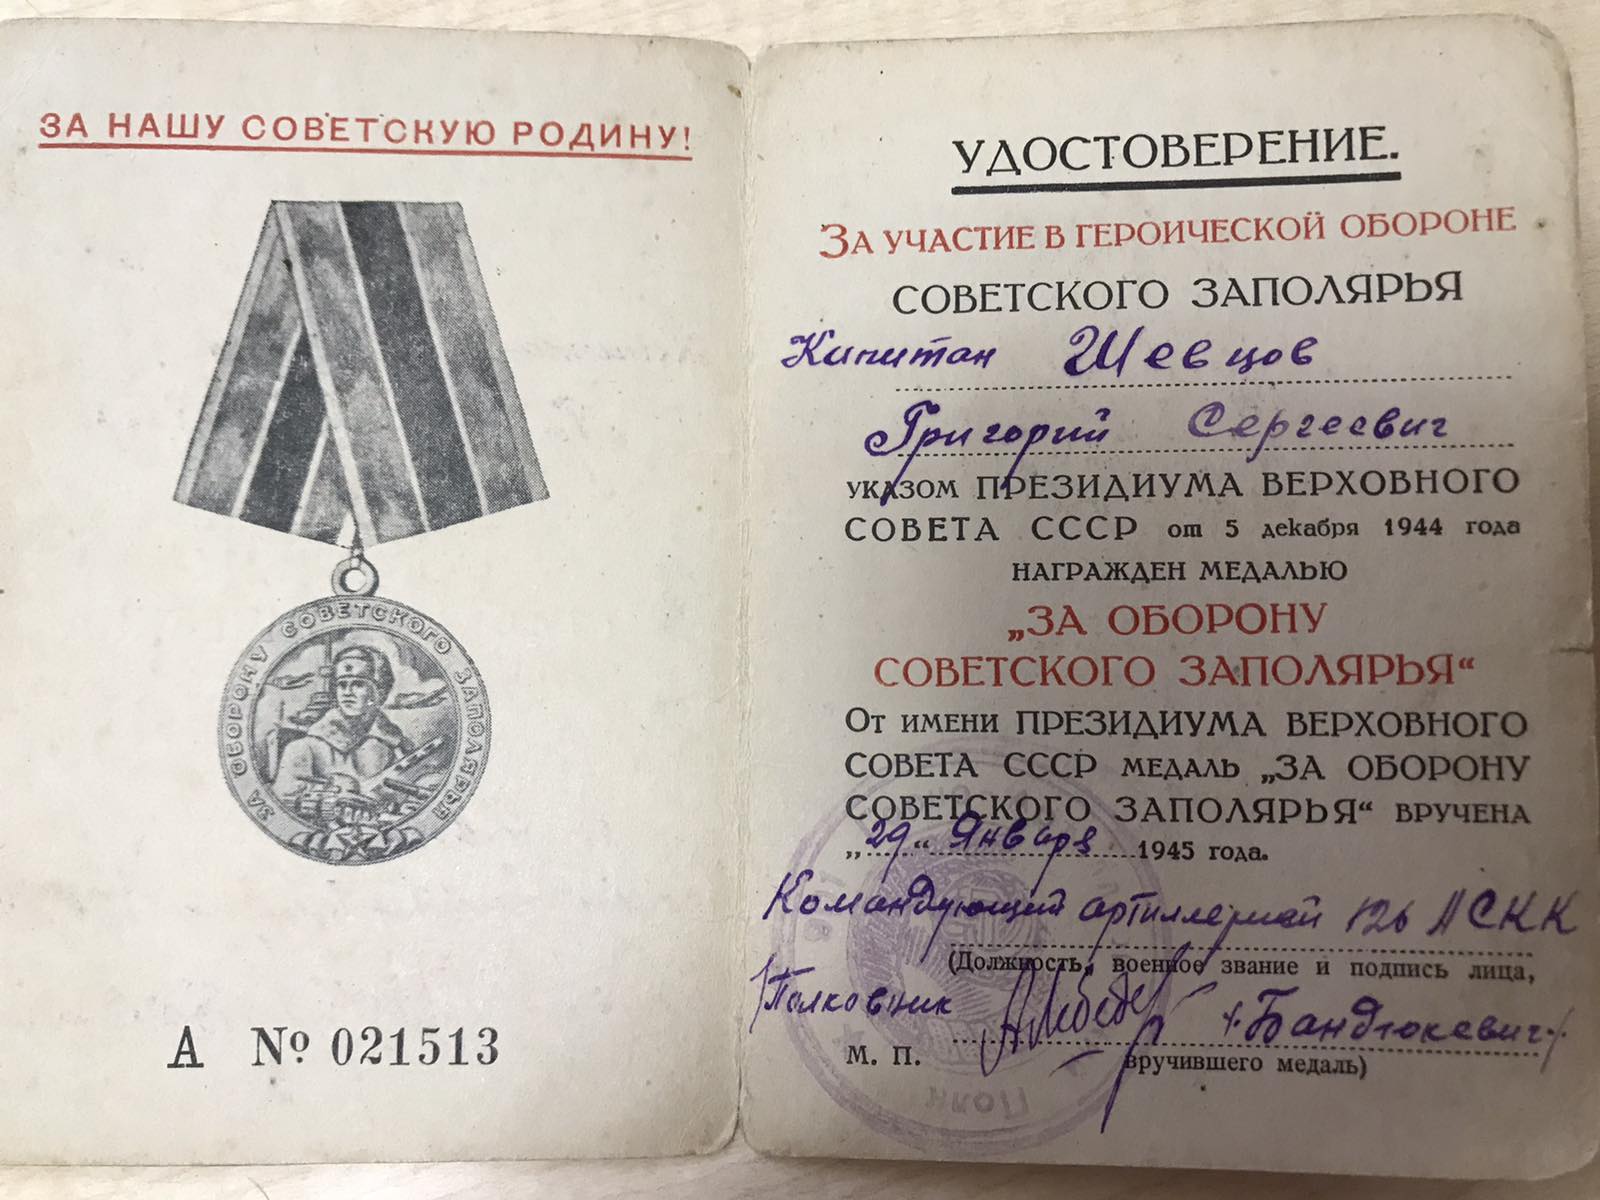 ЗА НАШУ СОВЕТСКУЮ РОДИНУ!
ЗА ОБОРОНУ СОВЕТСКОГО ЗАПОЛЯРЬЯ
А № 021513
УДОСТОВЕРЕНИЕ.
ЗА УЧАСТИЕ В ГЕРОИЧЕСКОЙ ОБОРОНЕ
СОВЕТСКОГО ЗАПОЛЯРЬЯ
Капитан Шевцов
Григорий Сергеевич
УКАЗОМ ПРЕЗИДИУМА ВЕРХОВНОГО
СОВЕТА СССР от 5 декабря 1944 года
НАГРАЖДЕН МЕДАЛЬЮ
„ЗА ОБОРОНУ
СОВЕТСКОГО ЗАПОЛЯРЬЯ“
ОТ ИМЕНИ ПРЕЗИДИУМА ВЕРХОВНОГО
СОВЕТА СССР МЕДАЛЬ „ЗА ОБОРОНУ
СОВЕТСКОГО ЗАПОЛЯРЬЯ“ ВРУЧЕНА
„29“ Января 1945 года.
Командующий артиллерией 126 ЛСКК
(Должность, военное звание и подпись лица,
Полковник /Бандюкевич/
М. П. вручившего медаль)